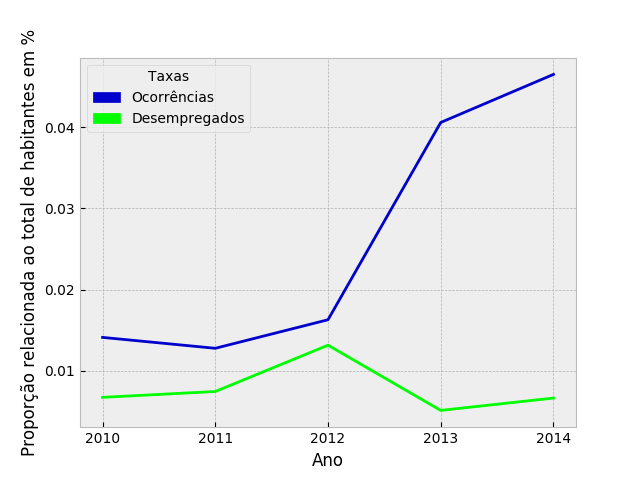 Proporção relacionada ao total de habitantes em %
Taxas
Ocorrências
Desempregados
0.04
0.03
0.02
0.01
2010 2011 2012 2013 2014
Ano